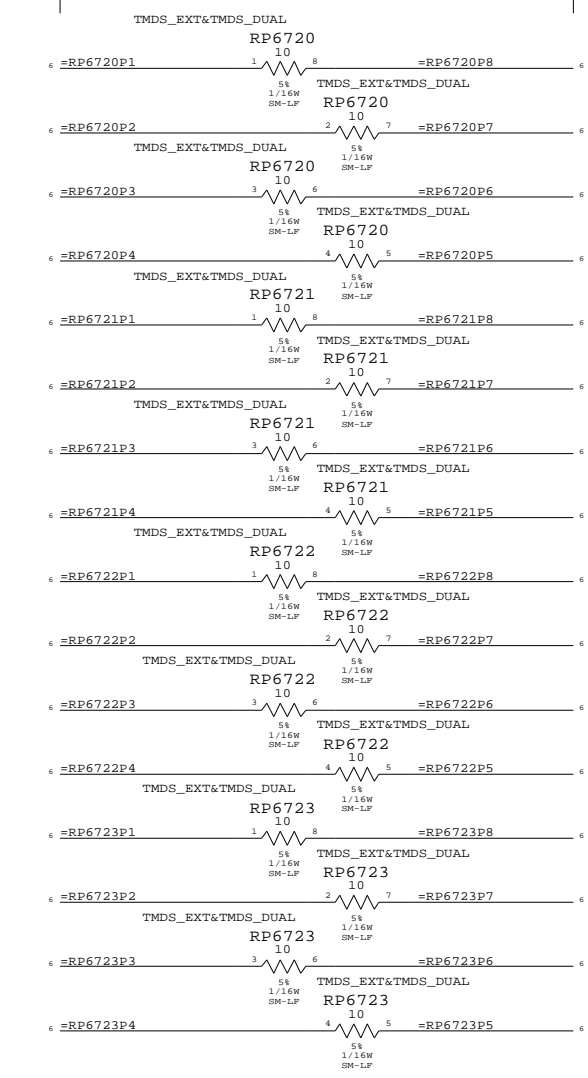 TMDS_EXT&TMDS_DUAL
RP6720
10
6 =RP6720P1 1 8 =RP6720P8 6
5%
1/16W
SM-LF
TMDS_EXT&TMDS_DUAL
RP6720
10
6 =RP6720P2 2 7 =RP6720P7 6
5%
1/16W
SM-LF
TMDS_EXT&TMDS_DUAL
RP6720
10
6 =RP6720P3 3 6 =RP6720P6 6
5%
1/16W
SM-LF
TMDS_EXT&TMDS_DUAL
RP6720
10
6 =RP6720P4 4 5 =RP6720P5 6
5%
1/16W
SM-LF
TMDS_EXT&TMDS_DUAL
RP6721
10
6 =RP6721P1 1 8 =RP6721P8 6
5%
1/16W
SM-LF
TMDS_EXT&TMDS_DUAL
RP6721
10
6 =RP6721P2 2 7 =RP6721P7 6
5%
1/16W
SM-LF
TMDS_EXT&TMDS_DUAL
RP6721
10
6 =RP6721P3 3 6 =RP6721P6 6
5%
1/16W
SM-LF
TMDS_EXT&TMDS_DUAL
RP6721
10
6 =RP6721P4 4 5 =RP6721P5 6
5%
1/16W
SM-LF
TMDS_EXT&TMDS_DUAL
RP6722
10
6 =RP6722P1 1 8 =RP6722P8 6
5%
1/16W
SM-LF
TMDS_EXT&TMDS_DUAL
RP6722
10
6 =RP6722P2 2 7 =RP6722P7 6
5%
1/16W
SM-LF
TMDS_EXT&TMDS_DUAL
RP6722
10
6 =RP6722P3 3 6 =RP6722P6 6
5%
1/16W
SM-LF
TMDS_EXT&TMDS_DUAL
RP6722
10
6 =RP6722P4 4 5 =RP6722P5 6
5%
1/16W
SM-LF
TMDS_EXT&TMDS_DUAL
RP6723
10
6 =RP6723P1 1 8 =RP6723P8 6
5%
1/16W
SM-LF
TMDS_EXT&TMDS_DUAL
RP6723
10
6 =RP6723P2 2 7 =RP6723P7 6
5%
1/16W
SM-LF
TMDS_EXT&TMDS_DUAL
RP6723
10
6 =RP6723P3 3 6 =RP6723P6 6
5%
1/16W
SM-LF
TMDS_EXT&TMDS_DUAL
RP6723
10
6 =RP6723P4 4 5 =RP6723P5 6
5%
1/16W
SM-LF